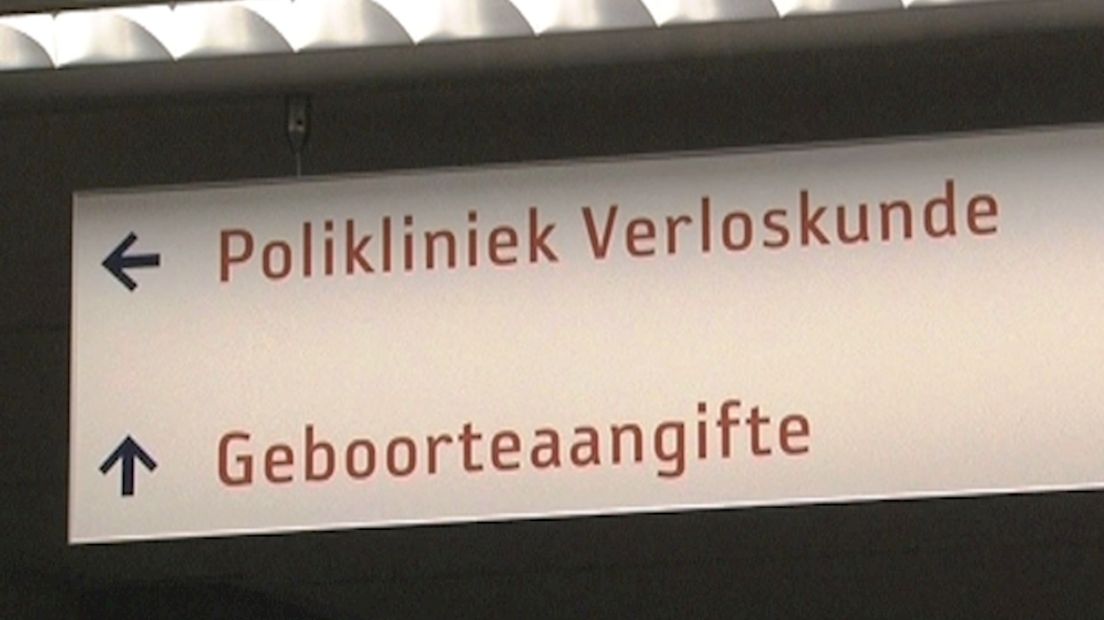 ← Polikliniek Verloskunde
↑ Geboorteaangifte